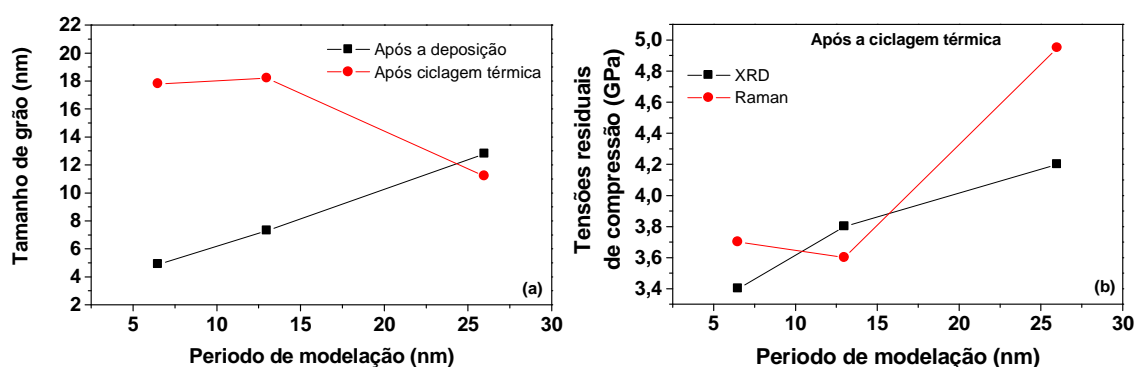 22
20
18
16
14
12
10
8
6
4
2
Tamanho de grão (nm)
Após a deposição
Após ciclagem térmica
(a)
5 10 15 20 25 30
Periodo de modelação (nm)
5,0
4,8
4,6
4,4
4,2
4,0
3,8
3,6
3,4
Tensões residuais
de compressão (GPa)
Após a ciclagem térmica
XRD
Raman
(b)
5 10 15 20 25 30
Periodo de modelação (nm)